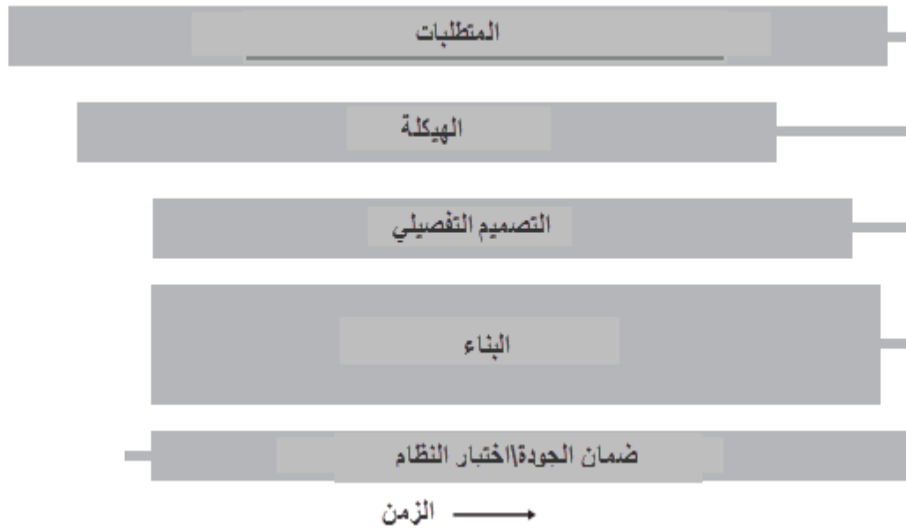 المتطلبات
الهيكلة
التصميم التفصيلي
البناء
ضمان الجودة\اختبار النظام
الزمن